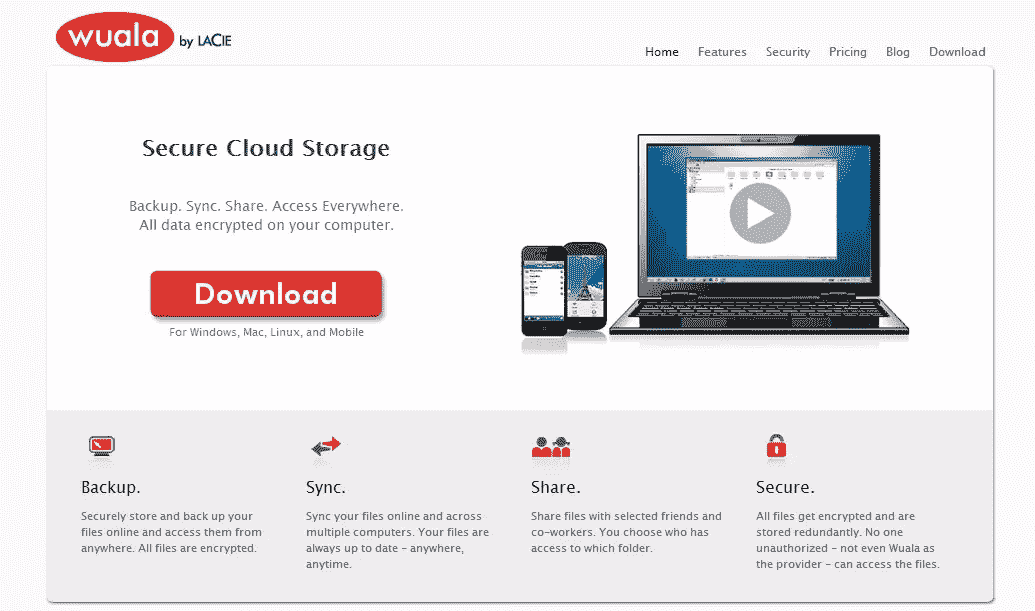 wuala by LACIE
Home Features Security Pricing Blog Download
Secure Cloud Storage
Backup. Sync. Share. Access Everywhere.
All data encrypted on your computer.
Download
For Windows, Mac, Linux, and Mobile
Backup.
Securely store and back up your
files online and access them from
anywhere. All files are encrypted.
Sync.
Sync your files online and across
multiple computers. Your files are
always up to date – anywhere,
anytime.
Share.
Share files with selected friends and
co-workers. You choose who has
access to which folder.
Secure.
All files get encrypted and are
stored redundantly. No one
unauthorized – not even Wuala as
the provider – can access the files.